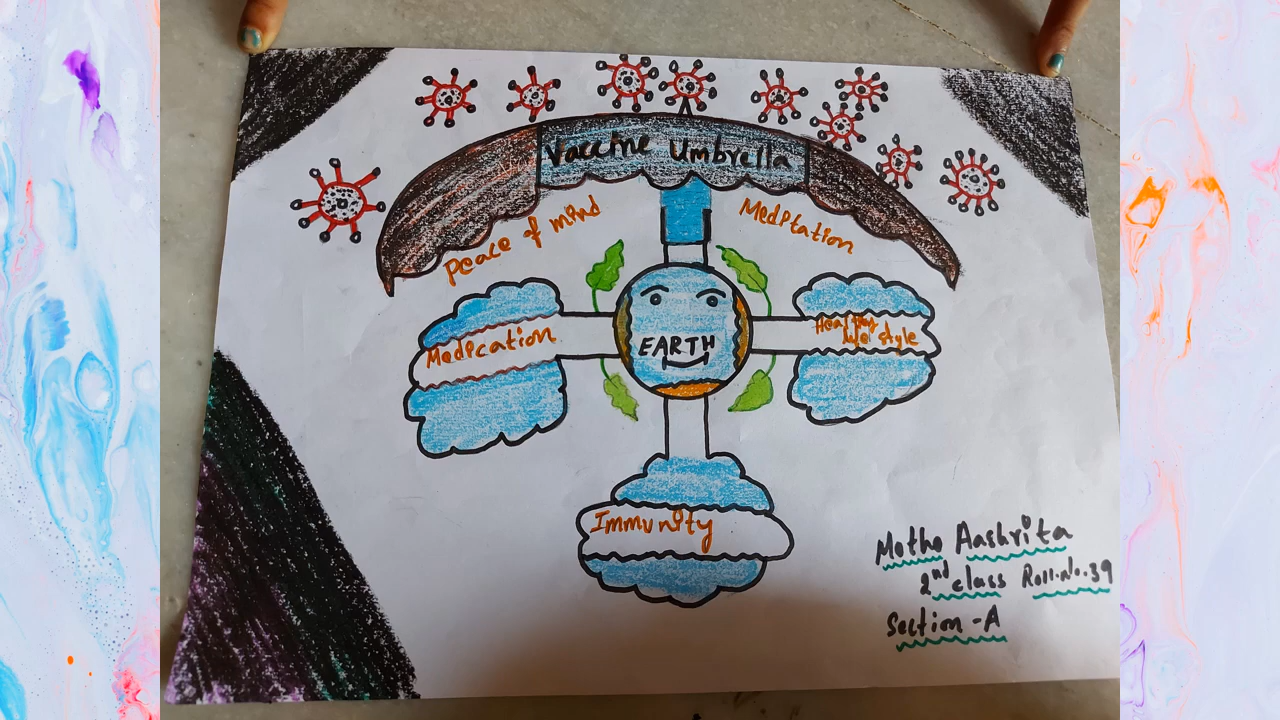 Vaccine Umbrella
Peace of mind
Meditation
Medication
EARTH
Healthy
life style
Immunity
Motho Aashrita
2nd class Roll.No.39
Section-A